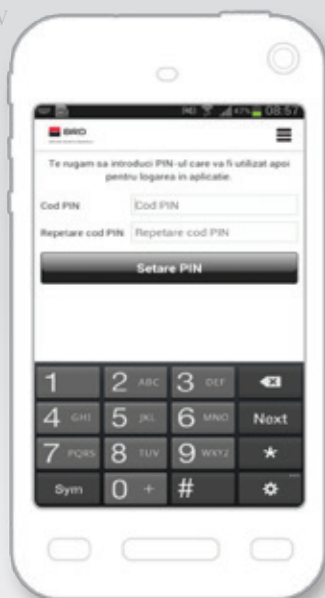 47% 08:57
BRD
Te rugam sa introduci PIN-ul care va fi utilizat apoi
pentru logarea in aplicatie.
Cod PIN Cod PIN
Repetare cod PIN Repetare cod PIN
Setare PIN
1 2 ABC 3 DEF
4 GHI 5 JKL 6 MNO Next
7 PQRS 8 TUV 9 WXYZ *
Sym 0 + #